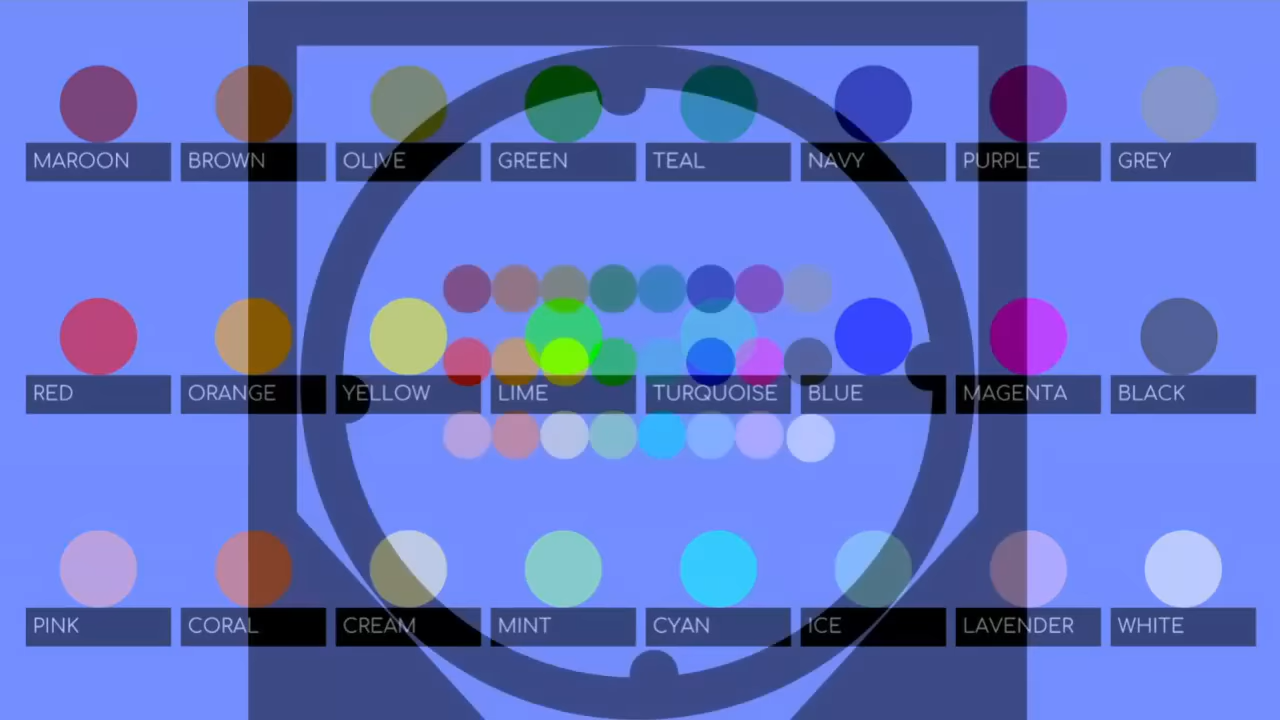 MAROON
BROWN
OLIVE
GREEN
TEAL
NAVY
PURPLE
GREY
RED
ORANGE
YELLOW
LIME
TURQUOISE
BLUE
MAGENTA
BLACK
PINK
CORAL
CREAM
MINT
CYAN
ICE
LAVENDER
WHITE